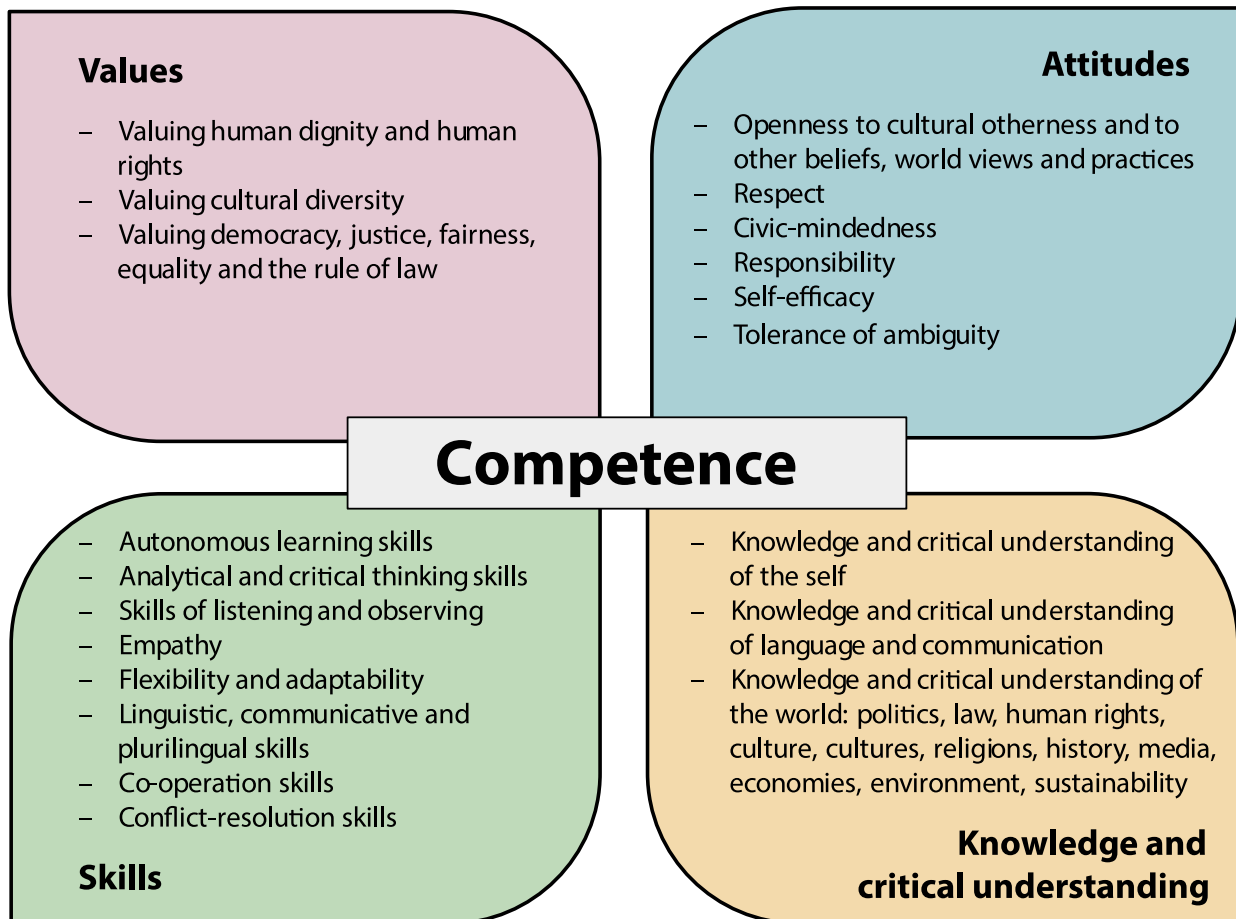 Values
– Valuing human dignity and human
rights
– Valuing cultural diversity
– Valuing democracy, justice, fairness,
equality and the rule of law
Attitudes
– Openness to cultural otherness and to
other beliefs, world views and practices
– Respect
– Civic-mindedness
– Responsibility
– Self-efficacy
– Tolerance of ambiguity
Competence
– Autonomous learning skills
– Analytical and critical thinking skills
– Skills of listening and observing
– Empathy
– Flexibility and adaptability
– Linguistic, communicative and
plurilingual skills
– Co-operation skills
– Conflict-resolution skills
Skills
– Knowledge and critical understanding
of the self
– Knowledge and critical understanding
of language and communication
– Knowledge and critical understanding of
the world: politics, law, human rights,
culture, cultures, religions, history, media,
economies, environment, sustainability
Knowledge and
critical understanding